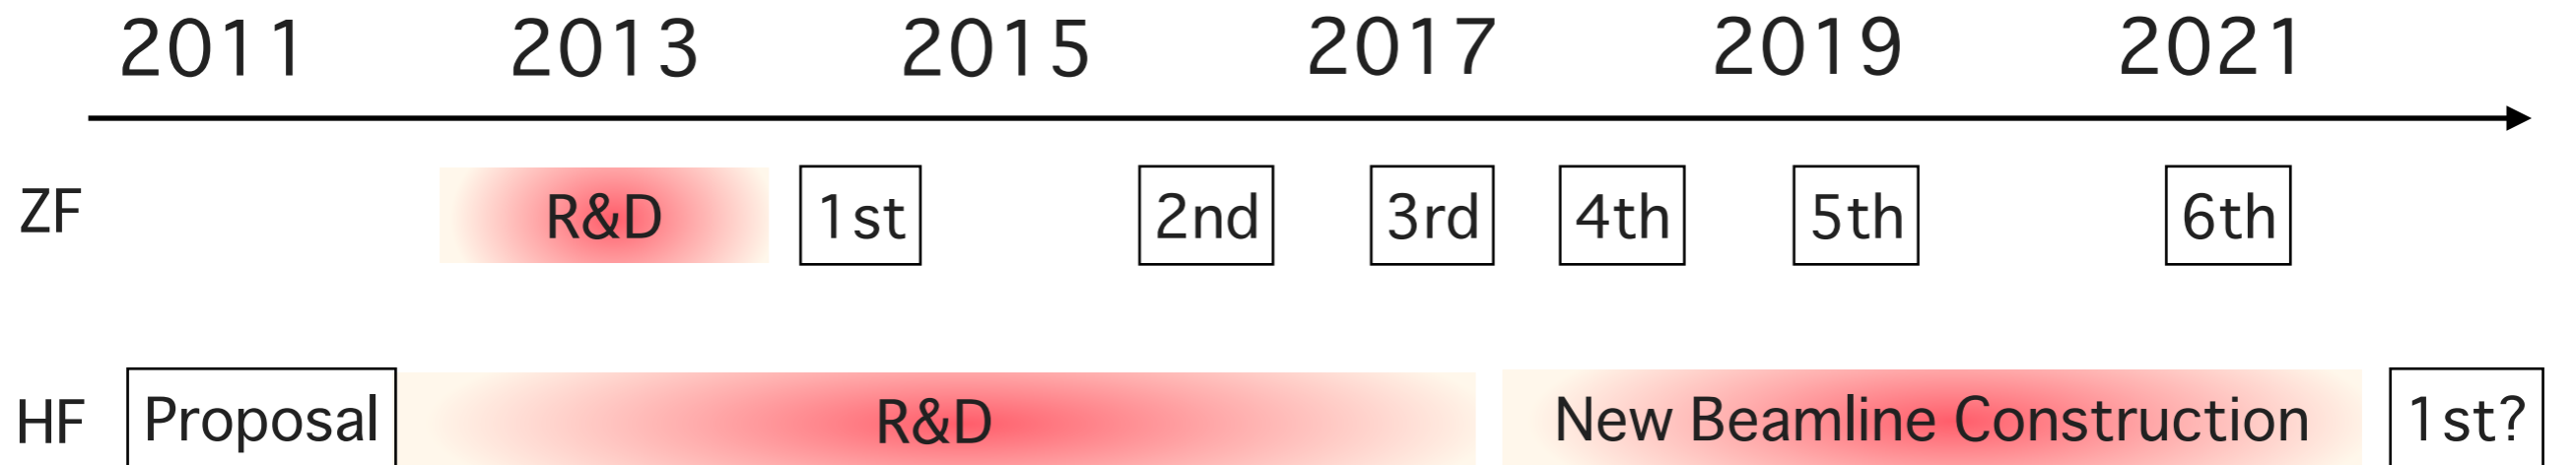 2011 2013 2015 2017 2019 2021
ZF R&D 1st 2nd 3rd 4th 5th 6th
HF Proposal R&D New Beamline Construction 1st?